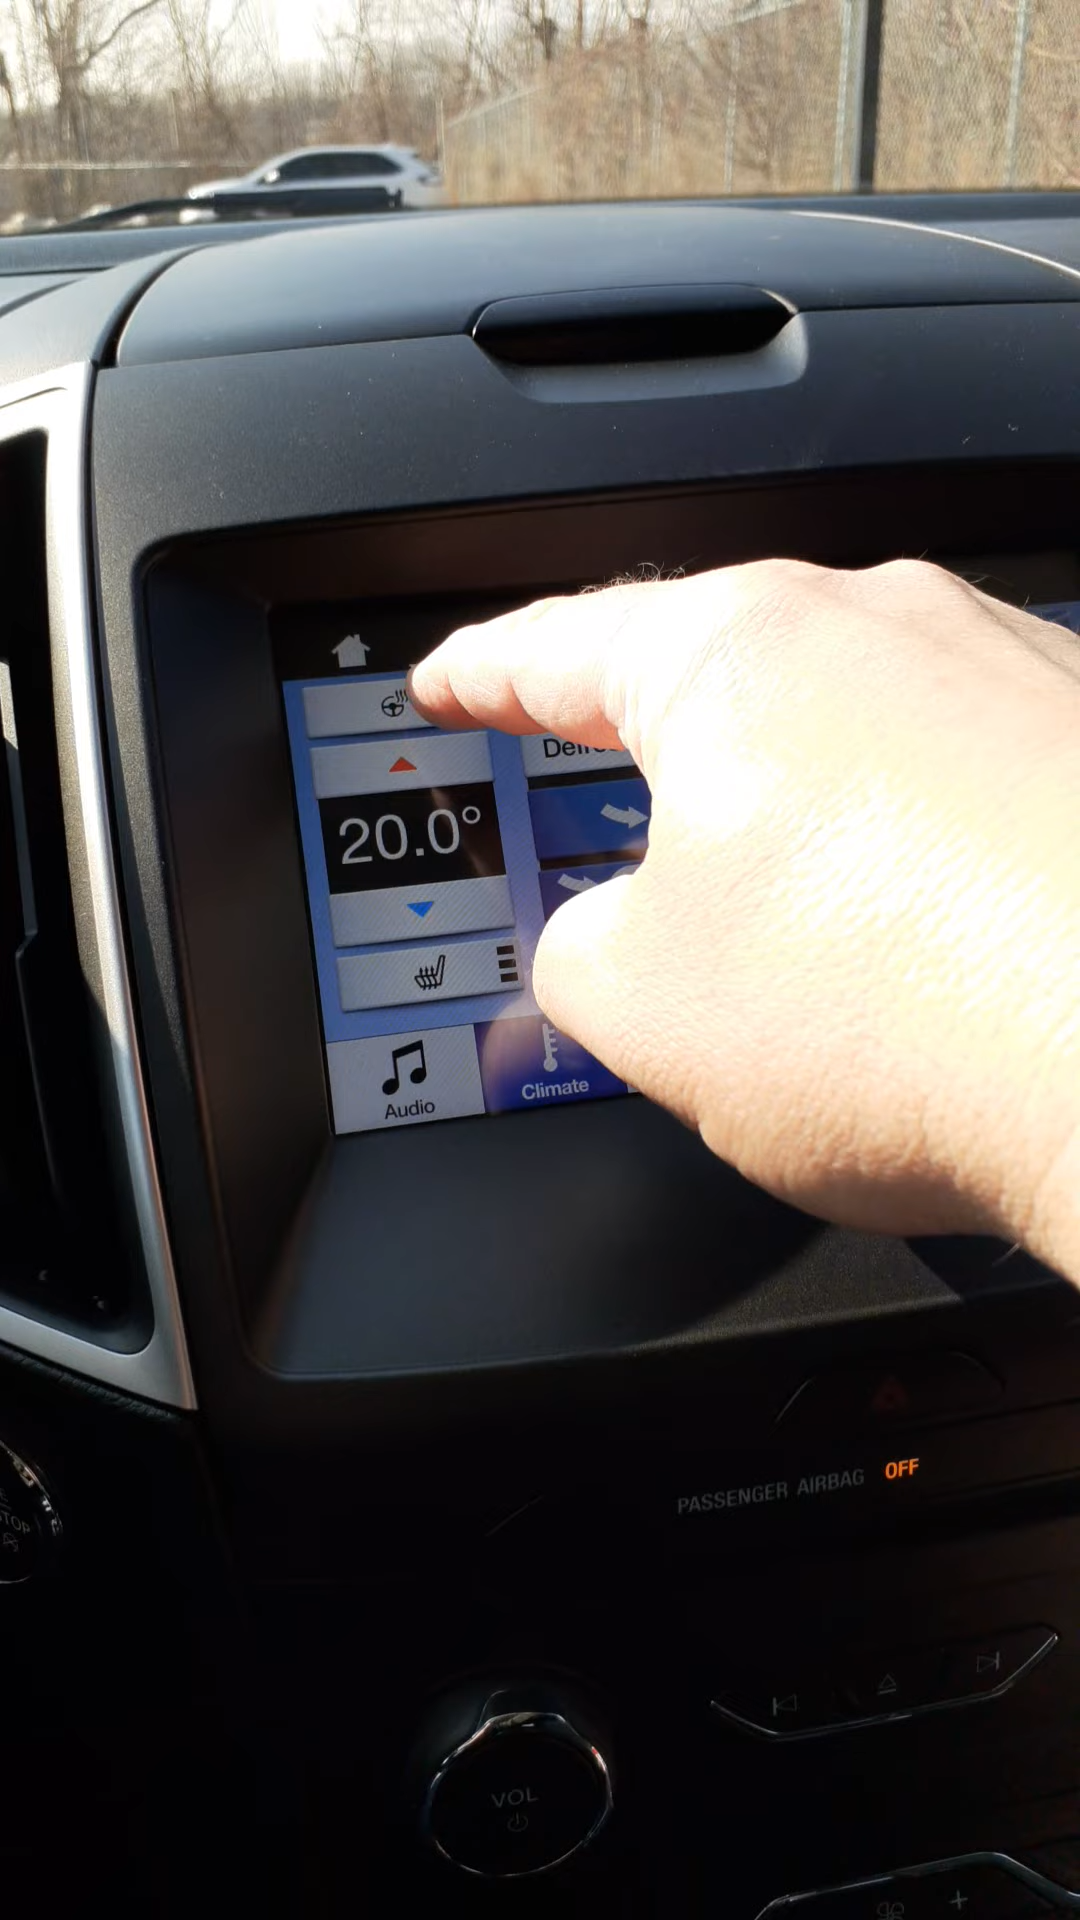 20.0°
Audio
Climate
PASSENGER AIRBAG OFF
VOL
+